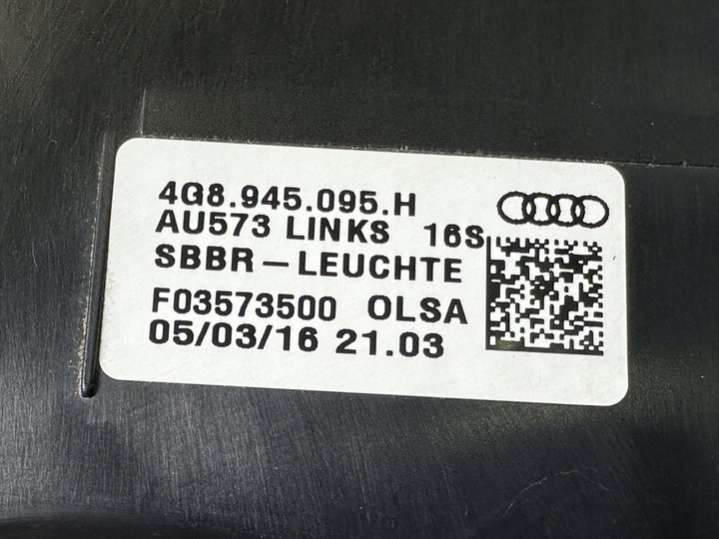 4G8.945.095.H
AU573 LINKS 16S
SBBR-LEUCHTE
F03573500 OLSA
05/03/16 21.03